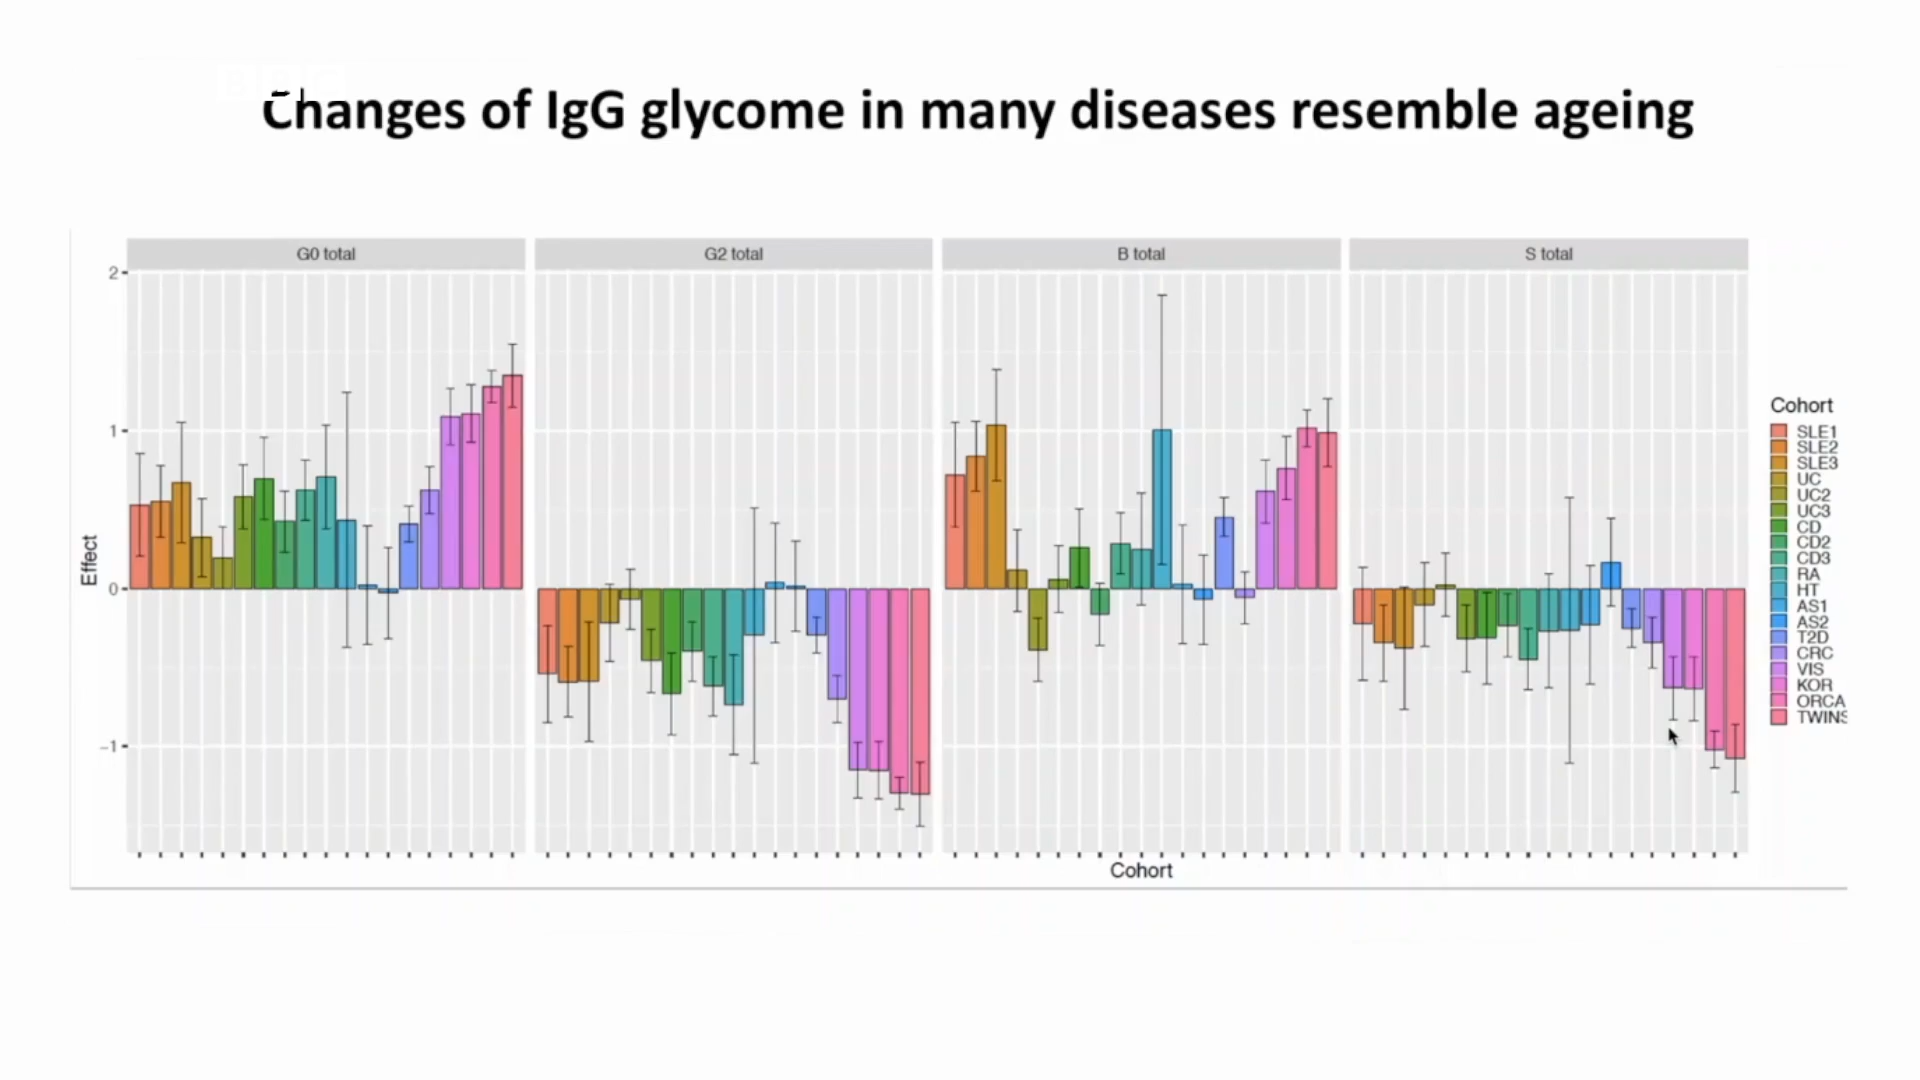 Changes of IgG glycome in many diseases resemble ageing
G0 total
G2 total
B total
S total
2
1
0
-1
Effect
Cohort
Cohort
SLE1
SLE2
SLE3
UC
UC2
UC3
CD
CD2
CD3
RA
HT
AS1
AS2
T2D
CRC
VIS
KOR
ORCA
TWINS